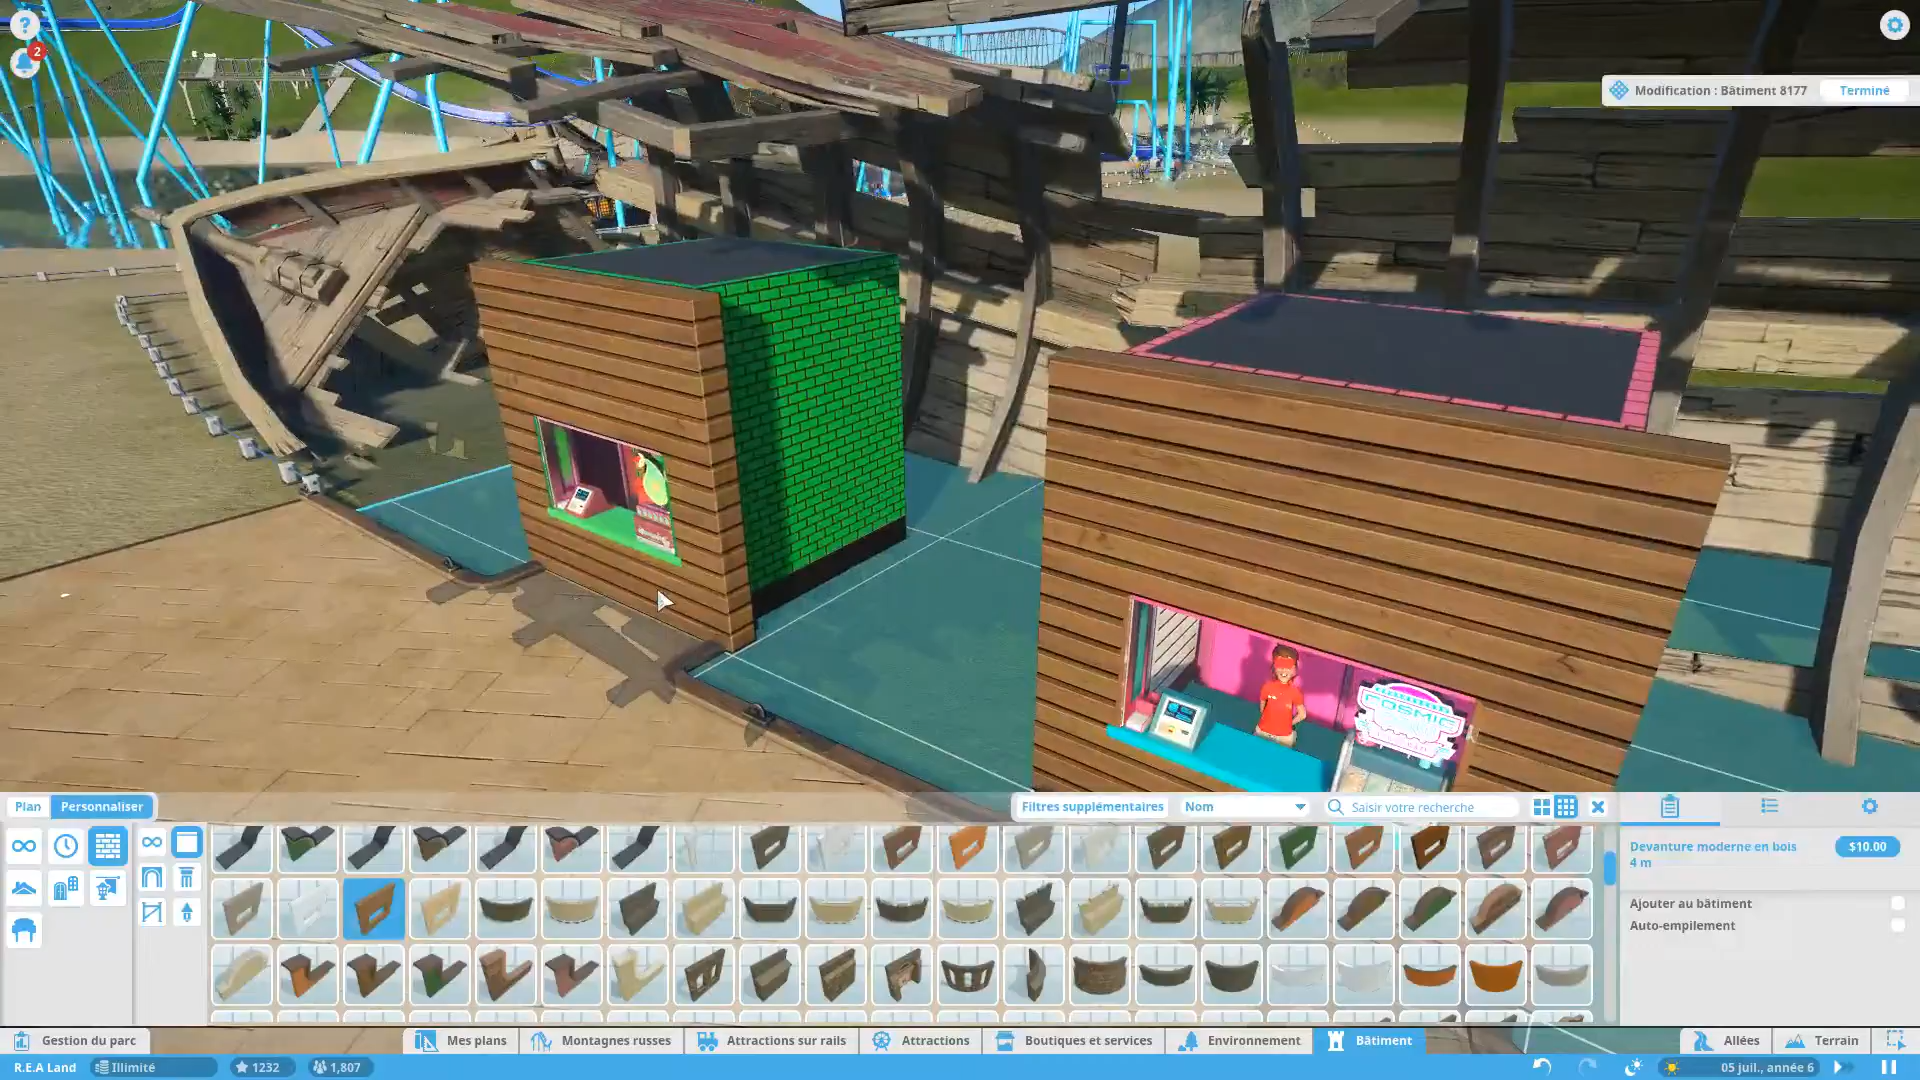 ?
2
Modification : Bâtiment 8177
Terminé
COSMIC
Plan
Personnaliser
Filtres supplémentaires
Nom
Saisir votre recherche
Devanture moderne en bois
4 m
$10.00
Ajouter au bâtiment
Auto-empilement
Gestion du parc
Mes plans
Montagnes russes
Attractions sur rails
Attractions
Boutiques et services
Environnement
Bâtiment
Allées
Terrain
R.E.A Land
Illimité
1232
1,807
05 juil., année 6